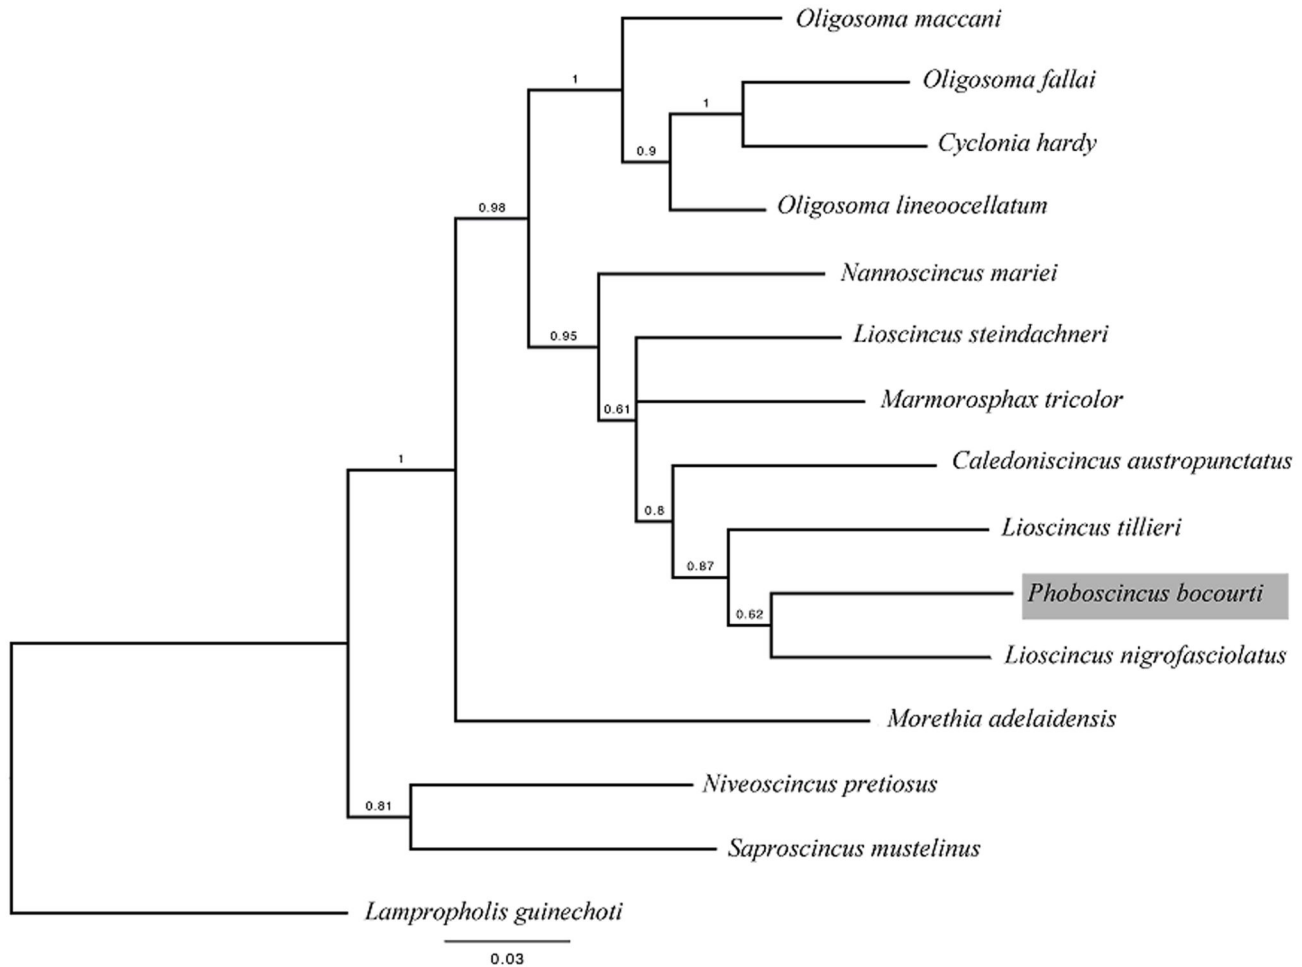 Oligosoma maccani
Oligosoma fallai
1
1
Cyclonia hardy
0.9
Oligosoma lineoocellatum
0.98
Nannoscincus mariei
0.95
Lioscincus steindachneri
Marmorosphax tricolor
0.61
Caledoniscincus austropunctatus
1
0.8
Lioscincus tillieri
0.87
Phoboscincus bocourti
0.62
Lioscincus nigrofasciolatus
Morethia adelaidensis
Niveoscincus pretiosus
0.81
Saproscincus mustelinus
Lampropholis guinechoti
0.03